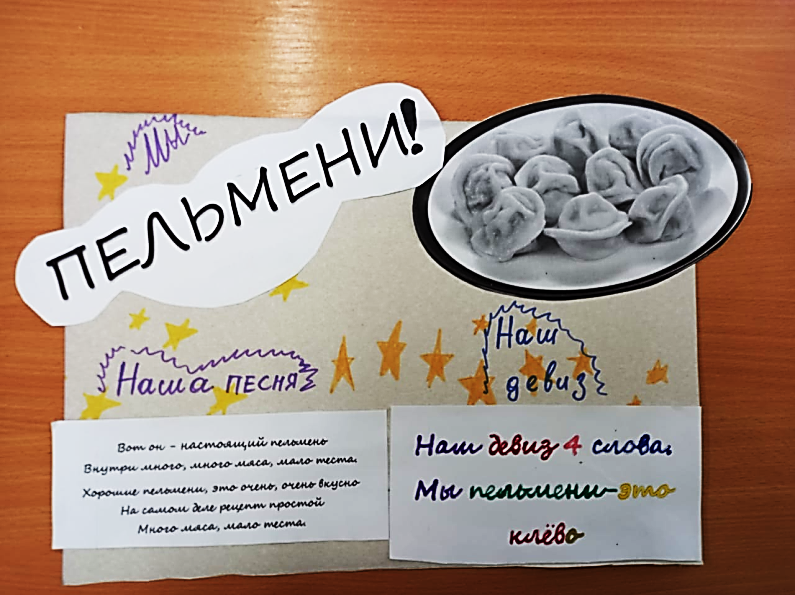 Мы
ПЕЛЬМЕНИ!
Наша песня
Наш
девиз
Вот он - настоящий пельмень
Внутри много, много мяса, мало теста.
Хорошие пельмени, это очень, очень вкусно
На самом деле рецепт простой
Много мяса, мало теста.
Наш девиз 4 слова,
Мы пельмени-это
клёво